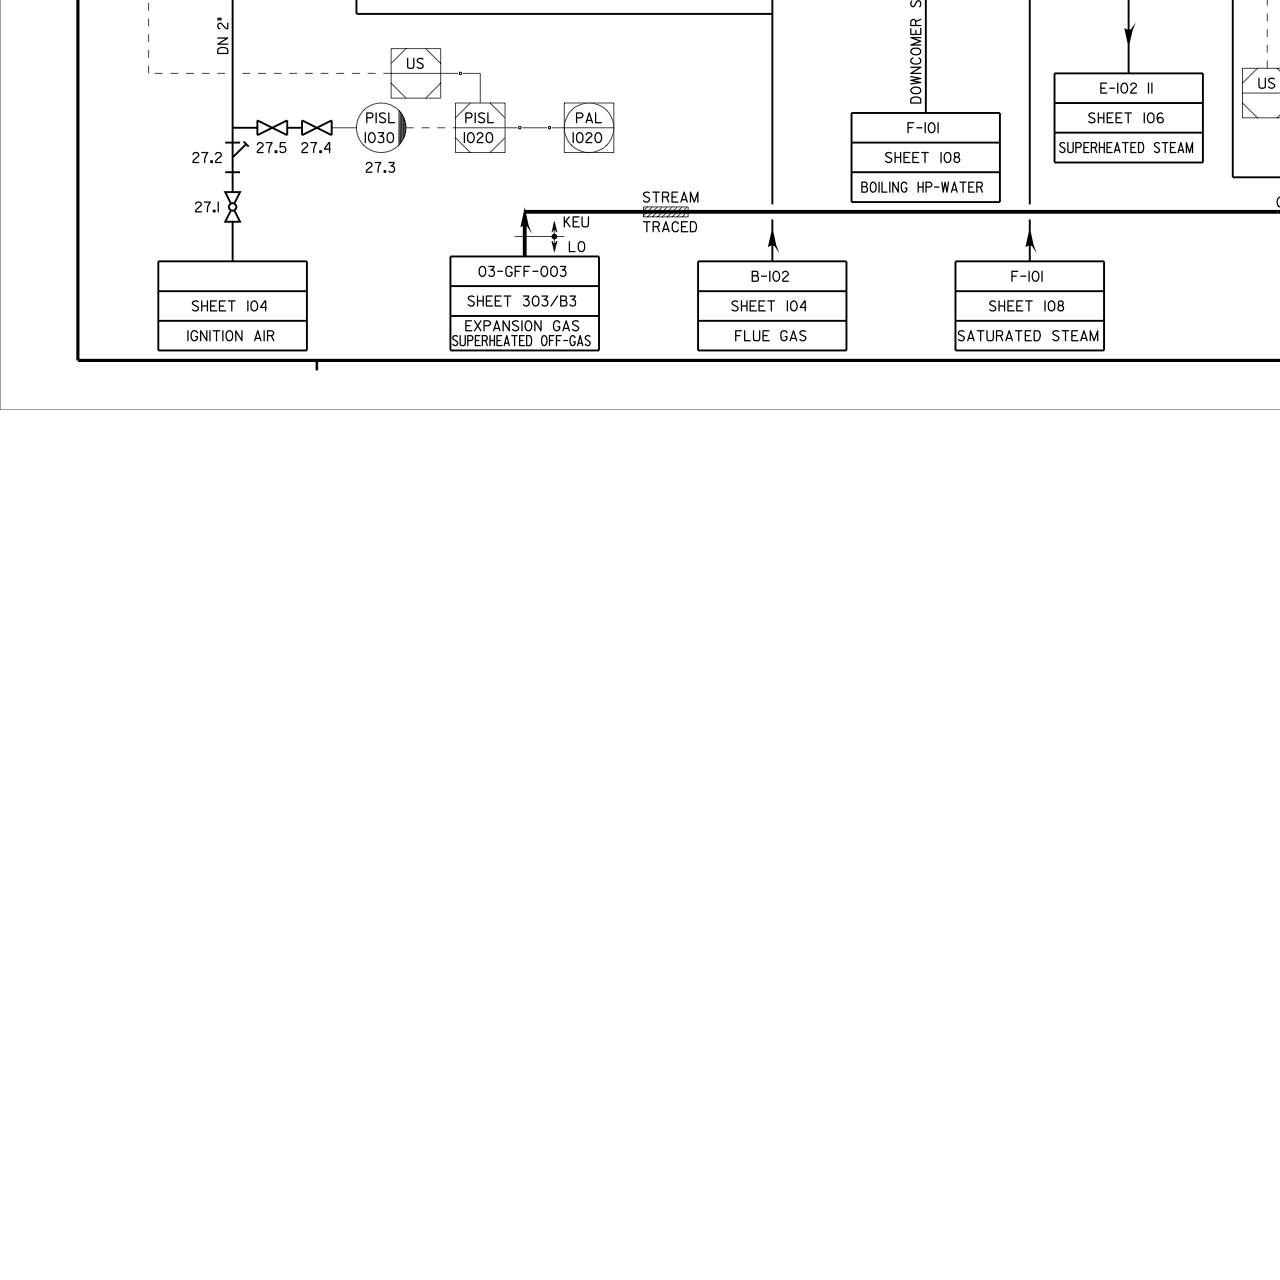 DN 2"
DOWNCOMER S
US
E-102 II
SHEET 106
SUPERHEATED STEAM
US
PISL
1030
27.3
PISL
1020
PAL
1020
27.5
27.4
27.2
27.1
F-101
SHEET 108
BOILING HP-WATER
STREAM
TRACED
KEU
LO
SHEET 104
IGNITION AIR
03-GFF-003
SHEET 303/B3
EXPANSION GAS
SUPERHEATED OFF-GAS
B-102
SHEET 104
FLUE GAS
F-101
SHEET 108
SATURATED STEAM